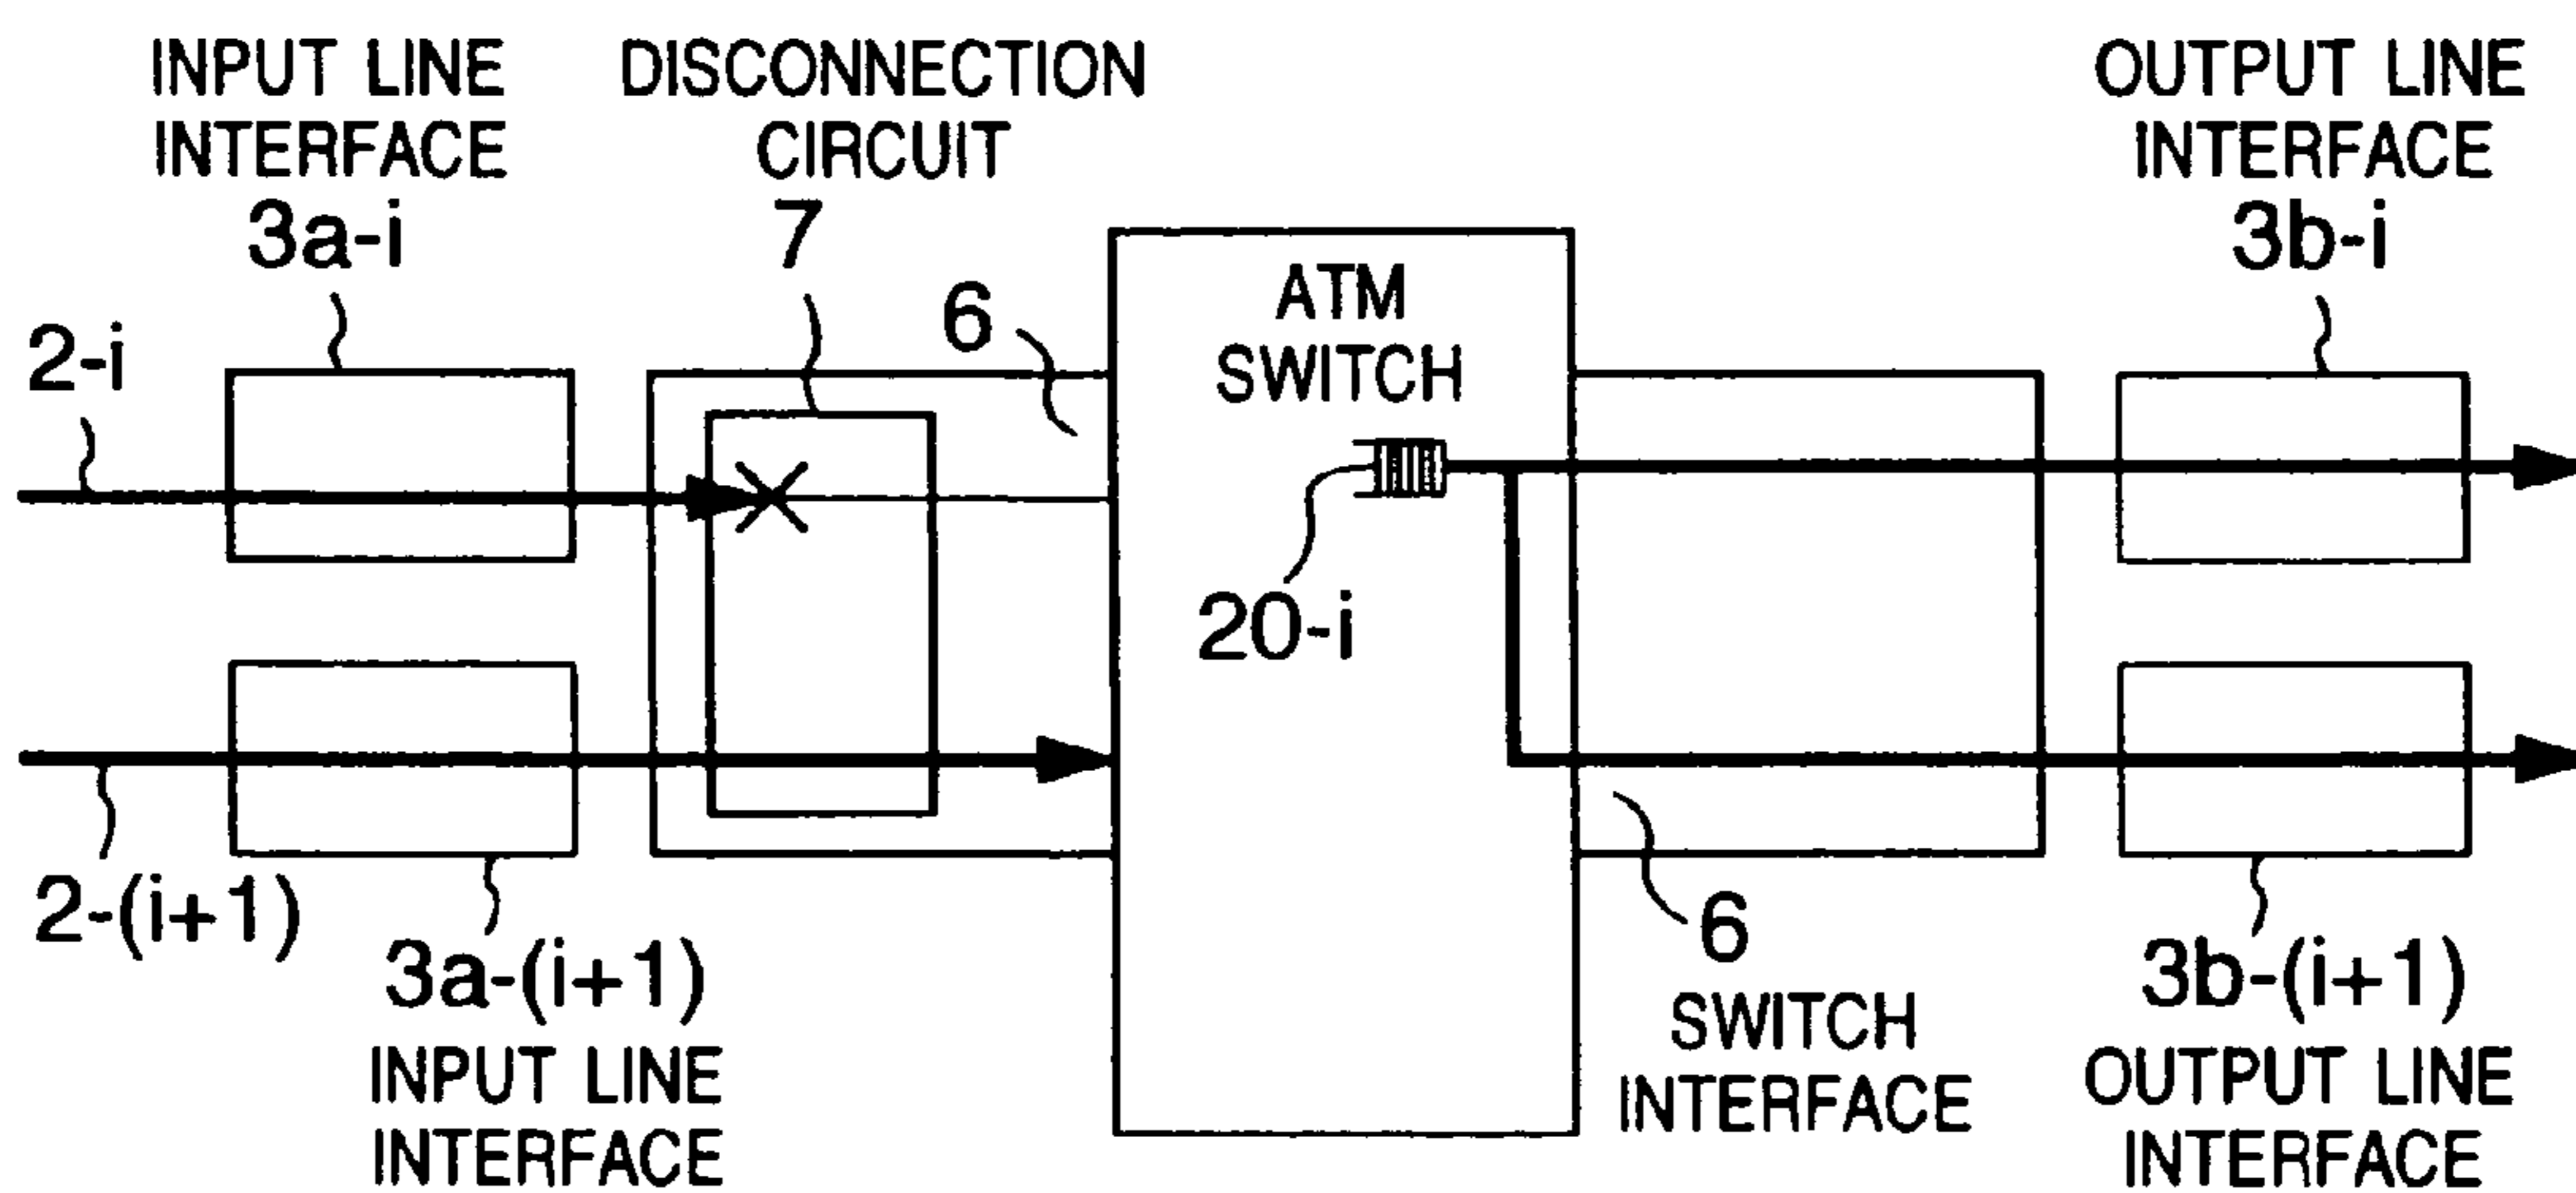 INPUT LINE
INTERFACE
3a-i
DISCONNECTION
CIRCUIT
7
OUTPUT LINE
INTERFACE
3b-i
2-i
6
ATM
SWITCH
20-i
2-(i+1)
3a-(i+1)
INPUT LINE
INTERFACE
6
SWITCH
INTERFACE
3b-(i+1)
OUTPUT LINE
INTERFACE